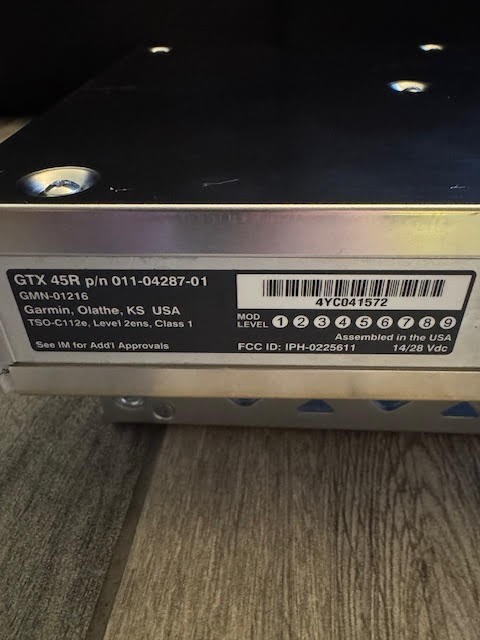 GTX 45R p/n 011-04287-01
GMN-01216
Garmin, Olathe, KS USA
TSO-C112e, Level 2ens, Class 1
See IM for Add'l Approvals
4YC041572
MOD LEVEL 1 2 3 4 5 6 7 8 9
Assembled in the USA
FCC ID: IPH-0225611 14/28 Vdc